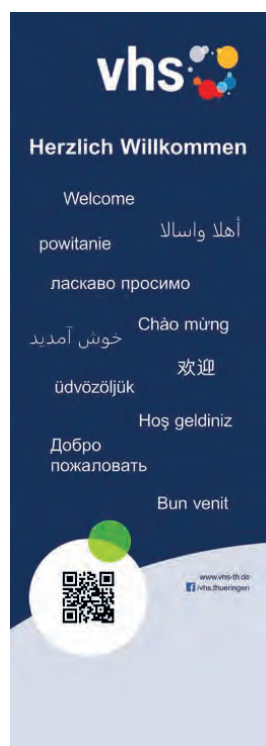 vhs
Herzlich Willkommen
Welcome
أهلا واسالا
powitanie
ласкаво просимо
Chào mừng
خوش آمدید
欢迎
üdvözöljük
Hoş geldiniz
Добро
пожаловать
Bun venit
www.vhs-th.de
/vhs.thueringen